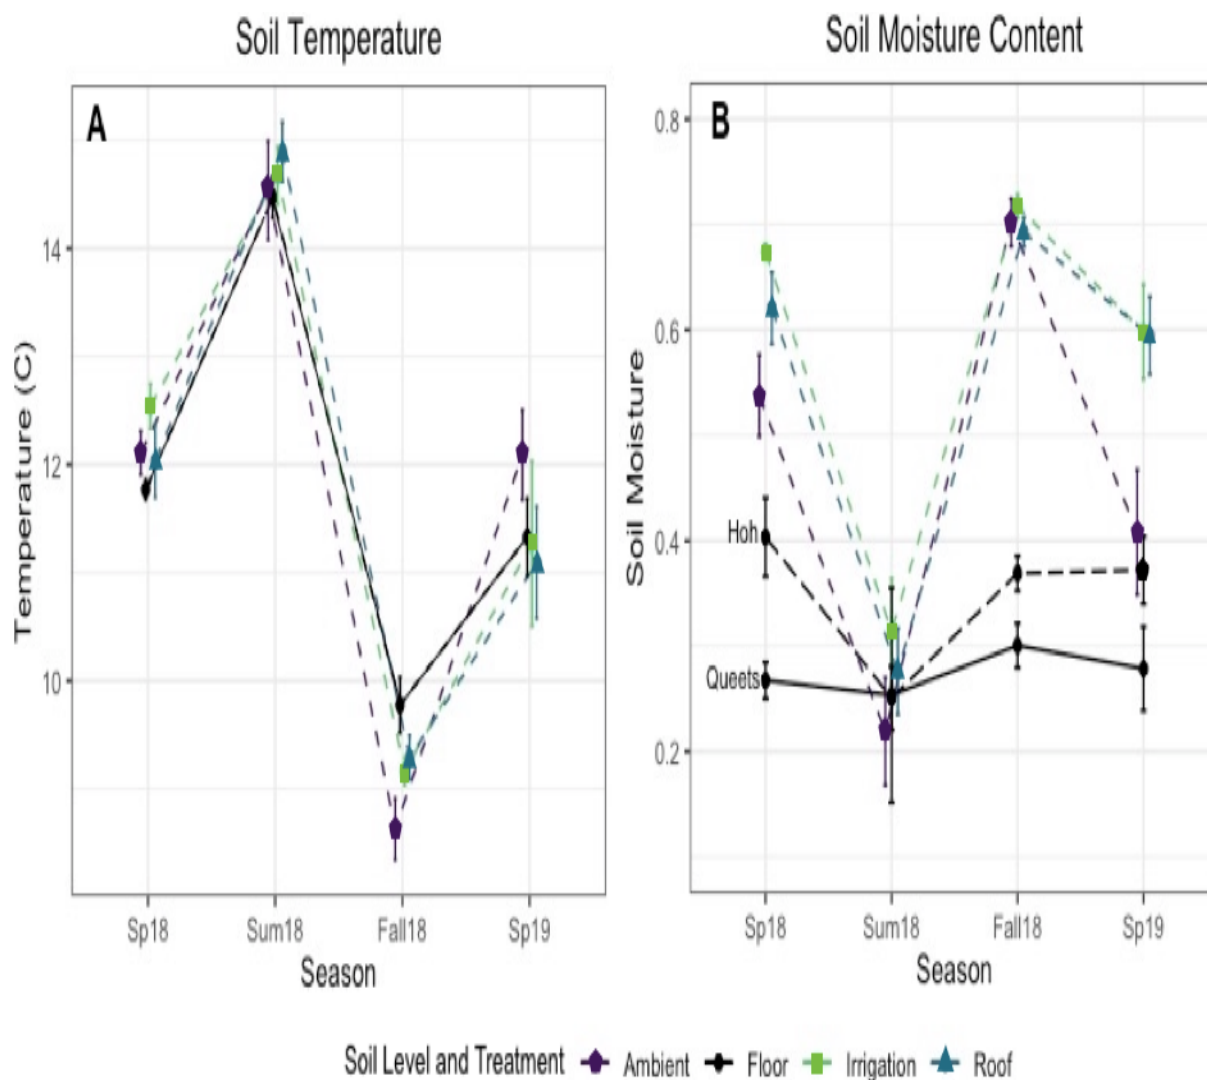 Soil Temperature
Soil Moisture Content
A
B
Temperature (C)
14
12
10
Sp18 Sum18 Fall18 Sp19
Season
Soil Moisture
0.8
0.6
0.4
0.2
Hoh
Queets
Sp18 Sum18 Fall18 Sp19
Season
Soil Level and Treatment Ambient Floor Irrigation Roof